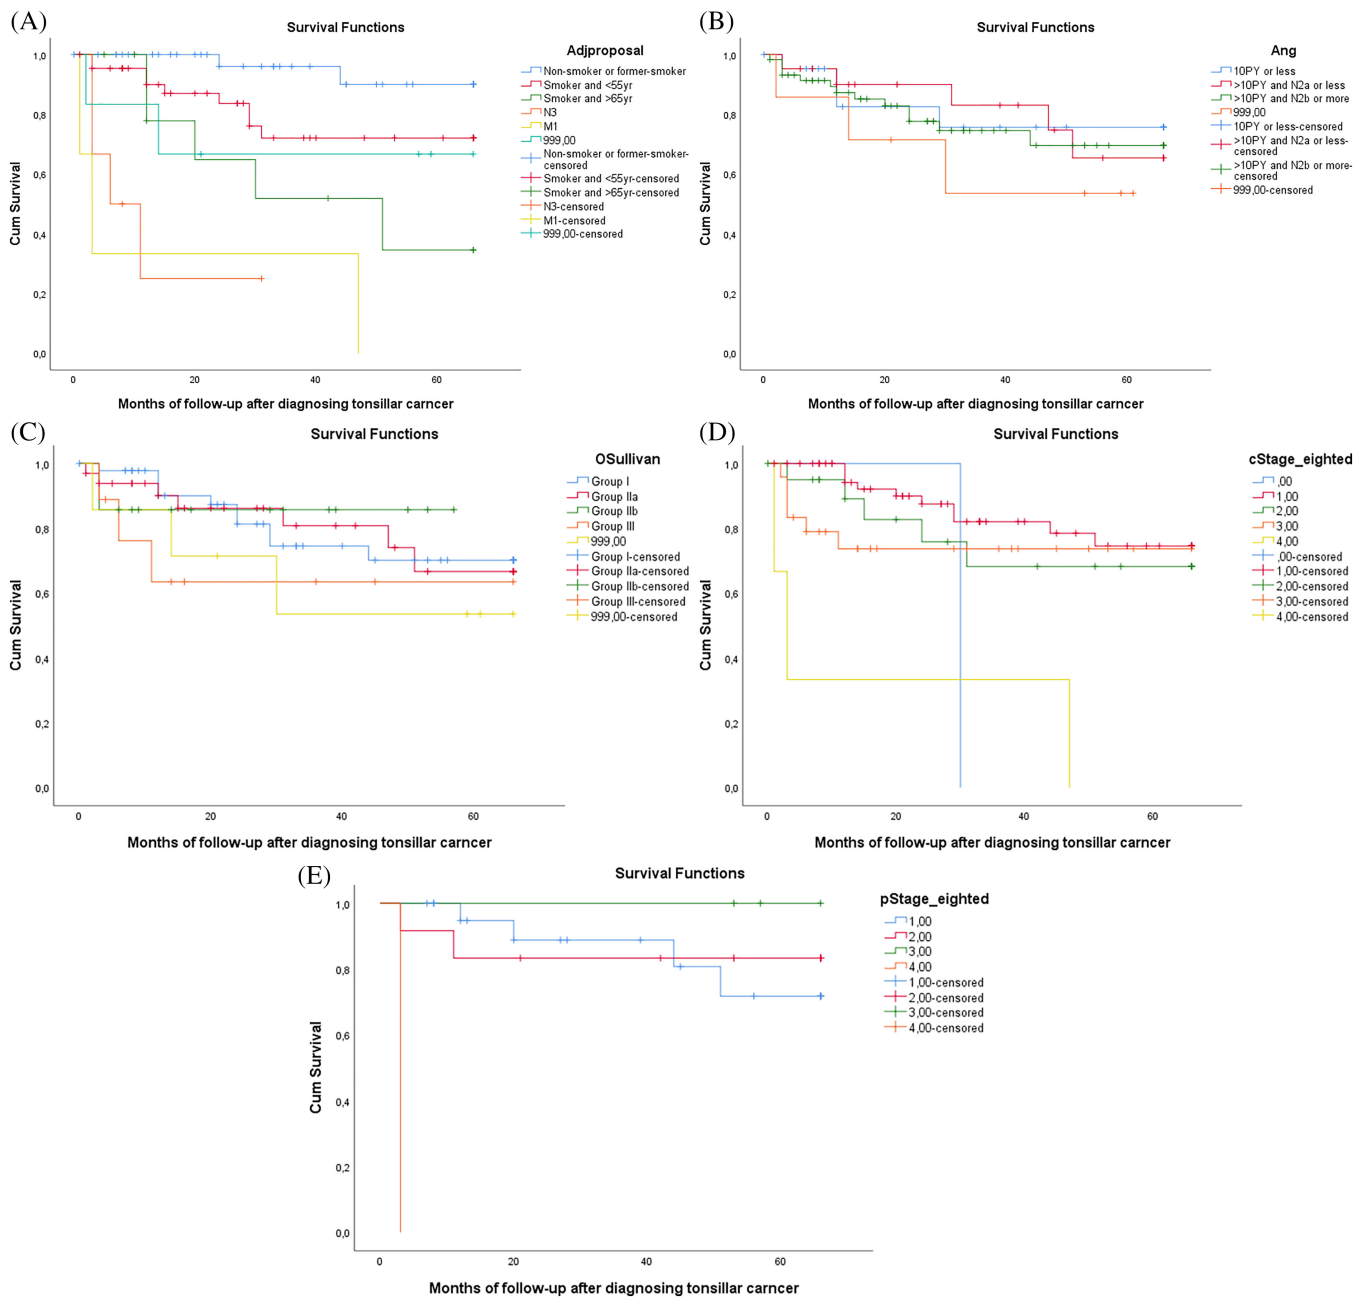 (A)
Survival Functions
1,0
0,8
0,6
0,4
0,2
0,0
Cum Survival
0 20 40 60
Months of follow-up after diagnosing tonsillar carncer
Adjproposal
Non-smoker or former-smoker
Smoker and <55yr
Smoker and >65yr
N3
M1
999,00
Non-smoker or former-smoker-
censored
Smoker and <55yr-censored
Smoker and >65yr-censored
N3-censored
M1-censored
999,00-censored
(B)
Survival Functions
1,0
0,8
0,6
0,4
0,2
0,0
Cum Survival
0 20 40 60
Months of follow-up after diagnosing tonsillar carncer
Ang
10PY or less
>10PY and N2a or less
>10PY and N2b or more
999,00
10PY or less-censored
>10PY and N2a or less-
censored
>10PY and N2b or more-
censored
999,00-censored
(C)
Survival Functions
1,0
0,8
0,6
0,4
0,2
0,0
Cum Survival
0 20 40 60
Months of follow-up after diagnosing tonsillar carncer
OSullivan
Group I
Group IIa
Group IIb
Group III
999,00
Group I-censored
Group IIa-censored
Group IIb-censored
Group III-censored
999,00-censored
(D)
Survival Functions
1,0
0,8
0,6
0,4
0,2
0,0
Cum Survival
0 20 40 60
Months of follow-up after diagnosing tonsillar carncer
cStage_eighted
,00
1,00
2,00
3,00
4,00
,00-censored
1,00-censored
2,00-censored
3,00-censored
4,00-censored
(E)
Survival Functions
1,0
0,8
0,6
0,4
0,2
0,0
Cum Survival
0 20 40 60
Months of follow-up after diagnosing tonsillar carncer
pStage_eighted
1,00
2,00
3,00
4,00
1,00-censored
2,00-censored
3,00-censored
4,00-censored